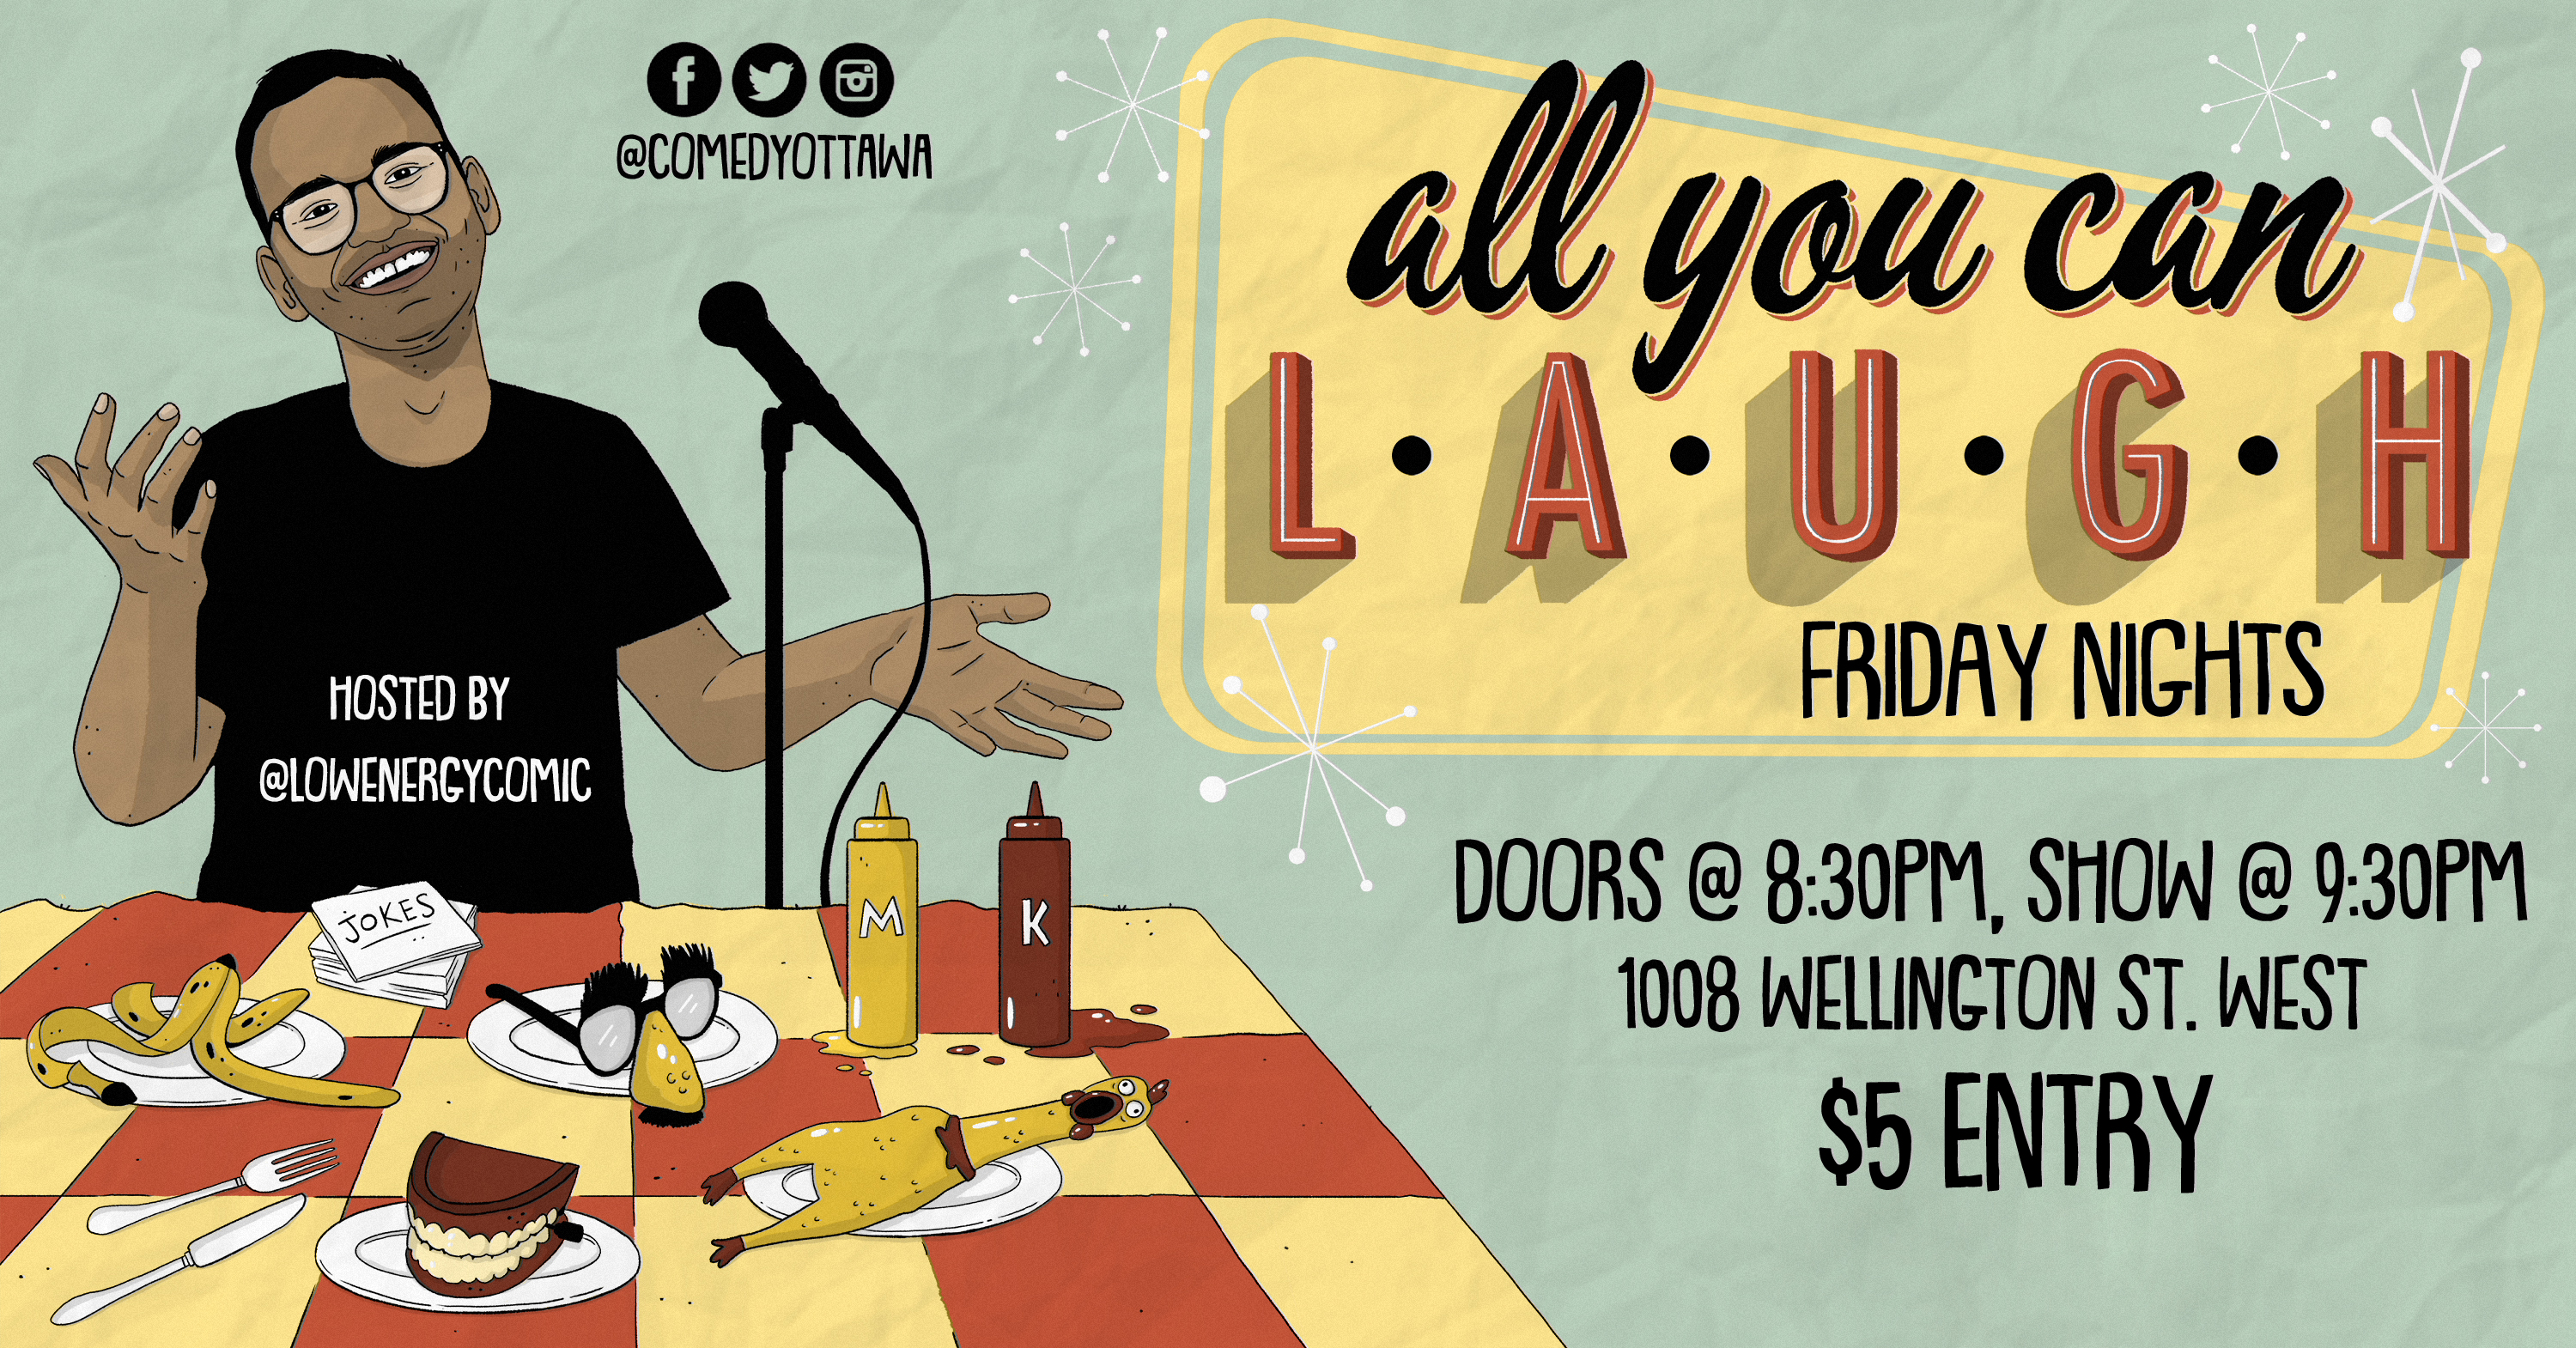 @COMEDYOTTAWA
all you can
L•A•U•G•H
FRIDAY NIGHTS
HOSTED BY
@LOWENERGYCOMIC
DOORS @ 8:30PM, SHOW @ 9:30PM
1008 WELLINGTON ST. WEST
$5 ENTRY
JOKES
M
K